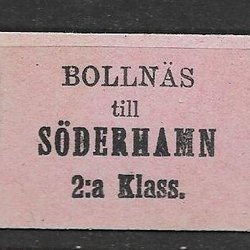 BOLLNÄS
till
SÖDERHAMN
2:a Klass.